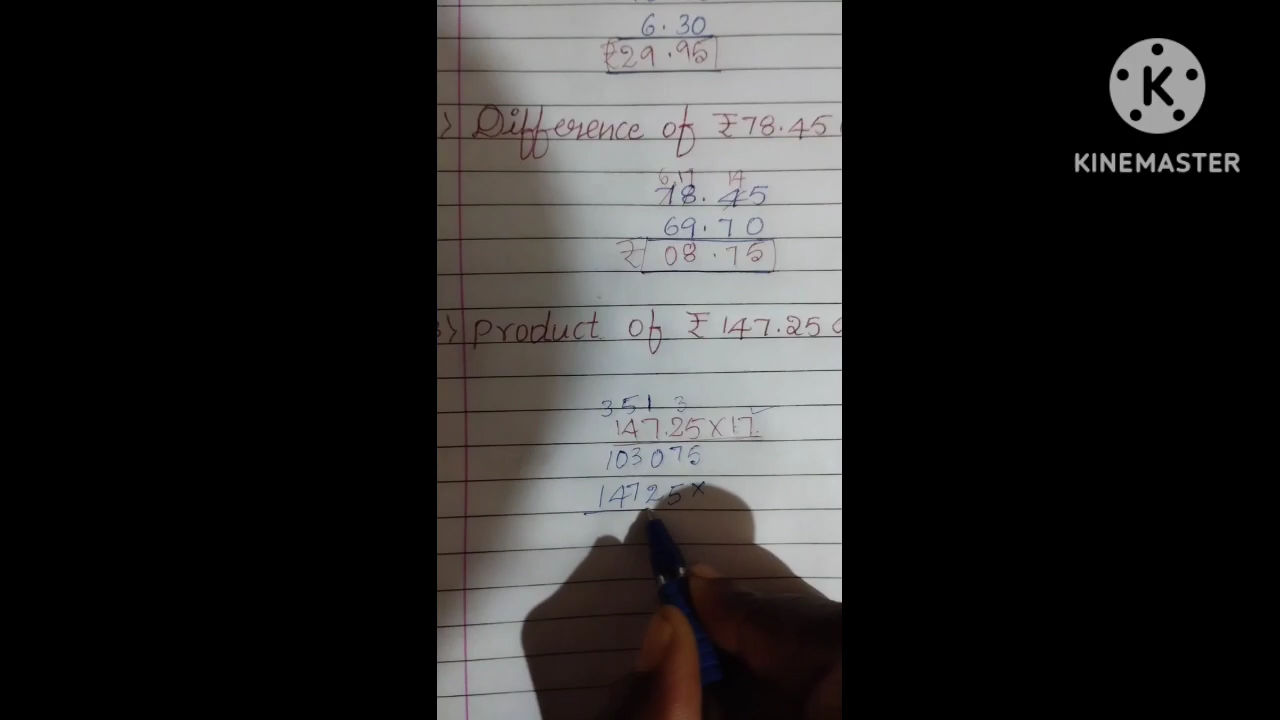 6.30
₹29.95
> Difference of ₹78.45
6 17 14
78.45
69.70
₹ 08.75
> Product of ₹147.25
3 5 1 3
147.25×17
103075
14725×
K
KINEMASTER